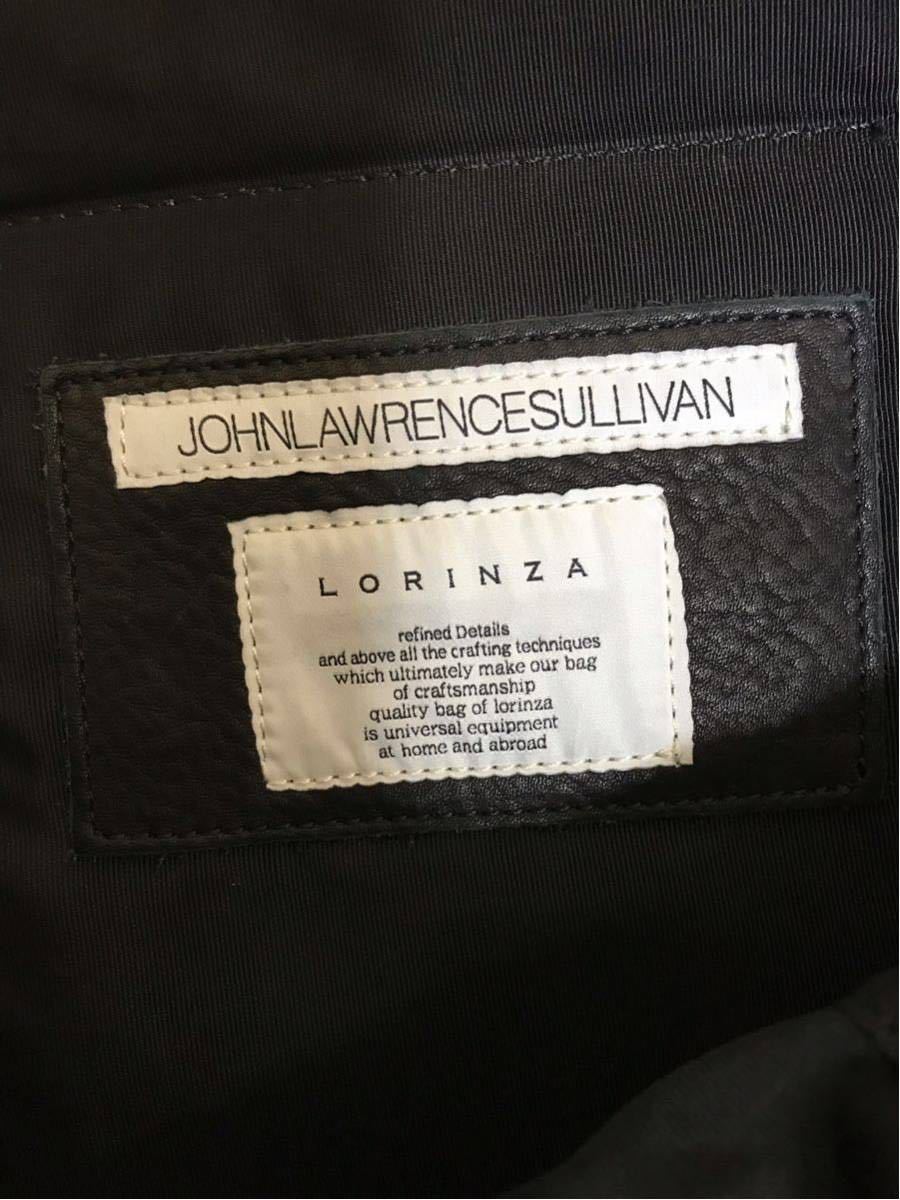 JOHNLAWRENCESULLIVAN
LORINZA
refined Details
and above all the crafting techniques
which ultimately make our bag
of craftsmanship
quality bag of lorinza
is universal equipment
at home and abroad